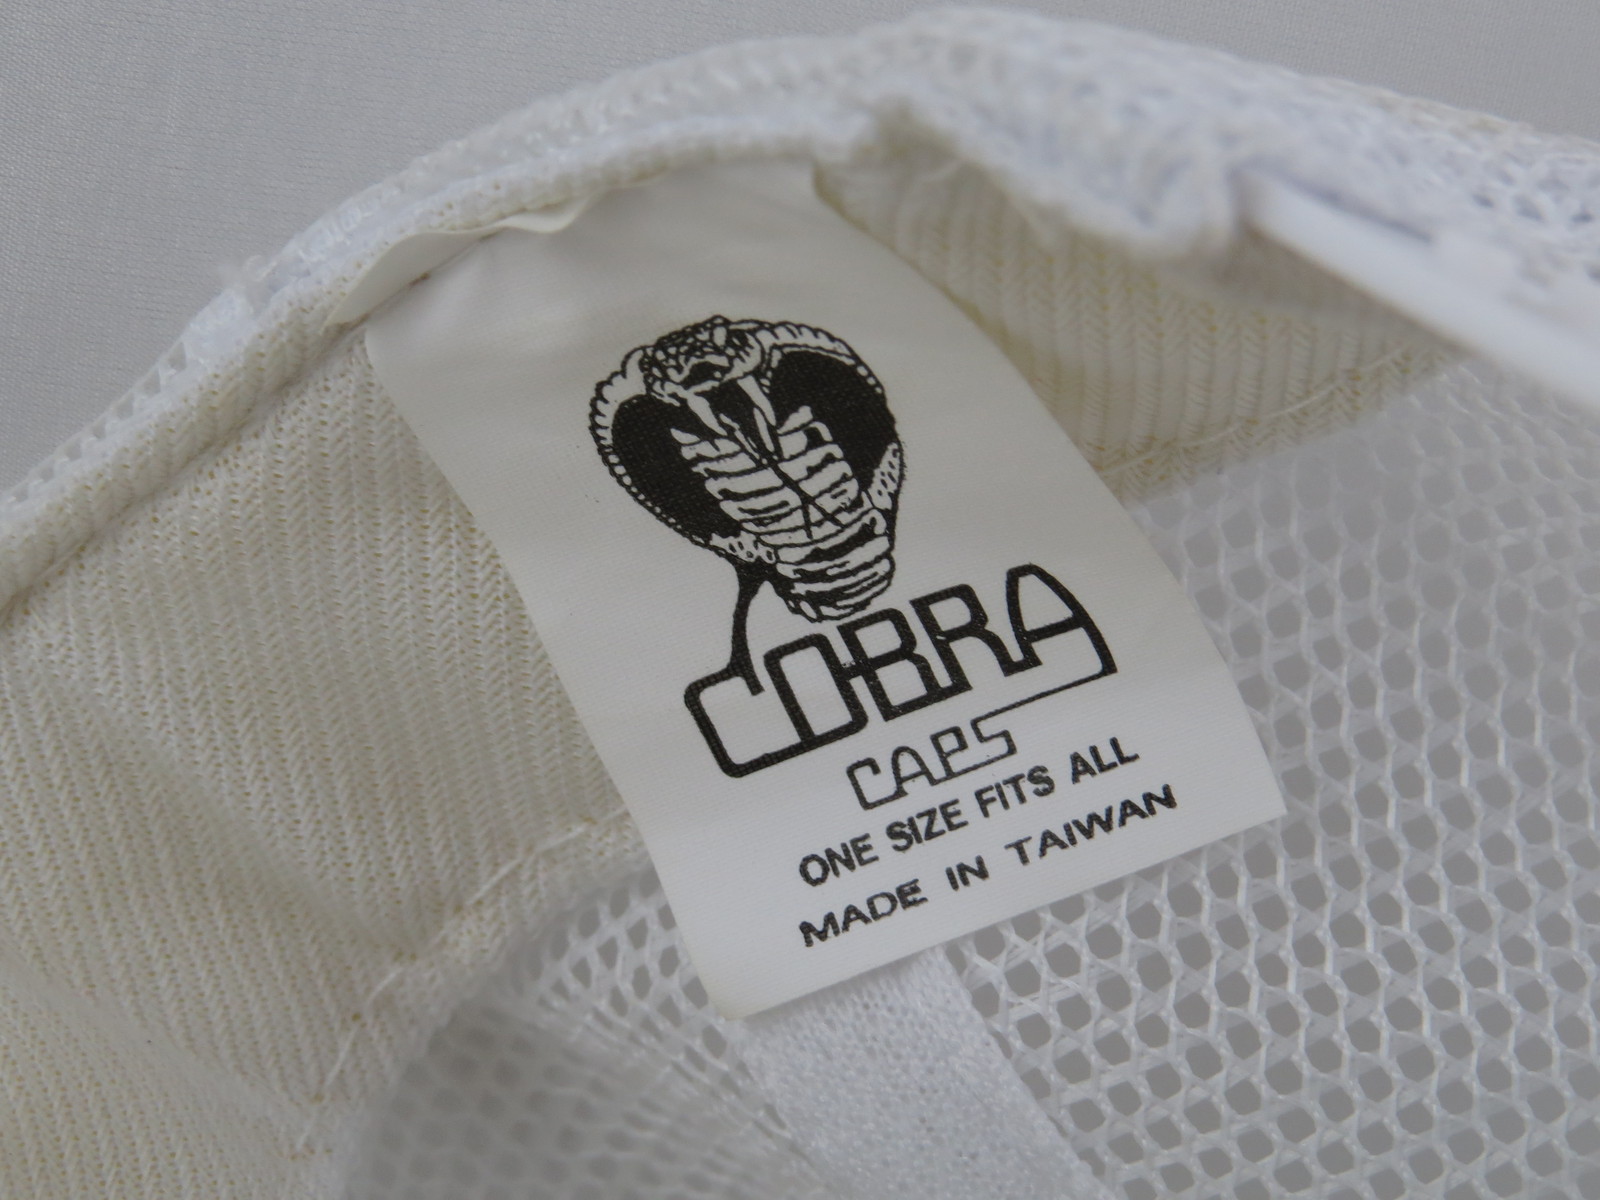 COBRA
CAPS
ONE SIZE FITS ALL
MADE IN TAIWAN